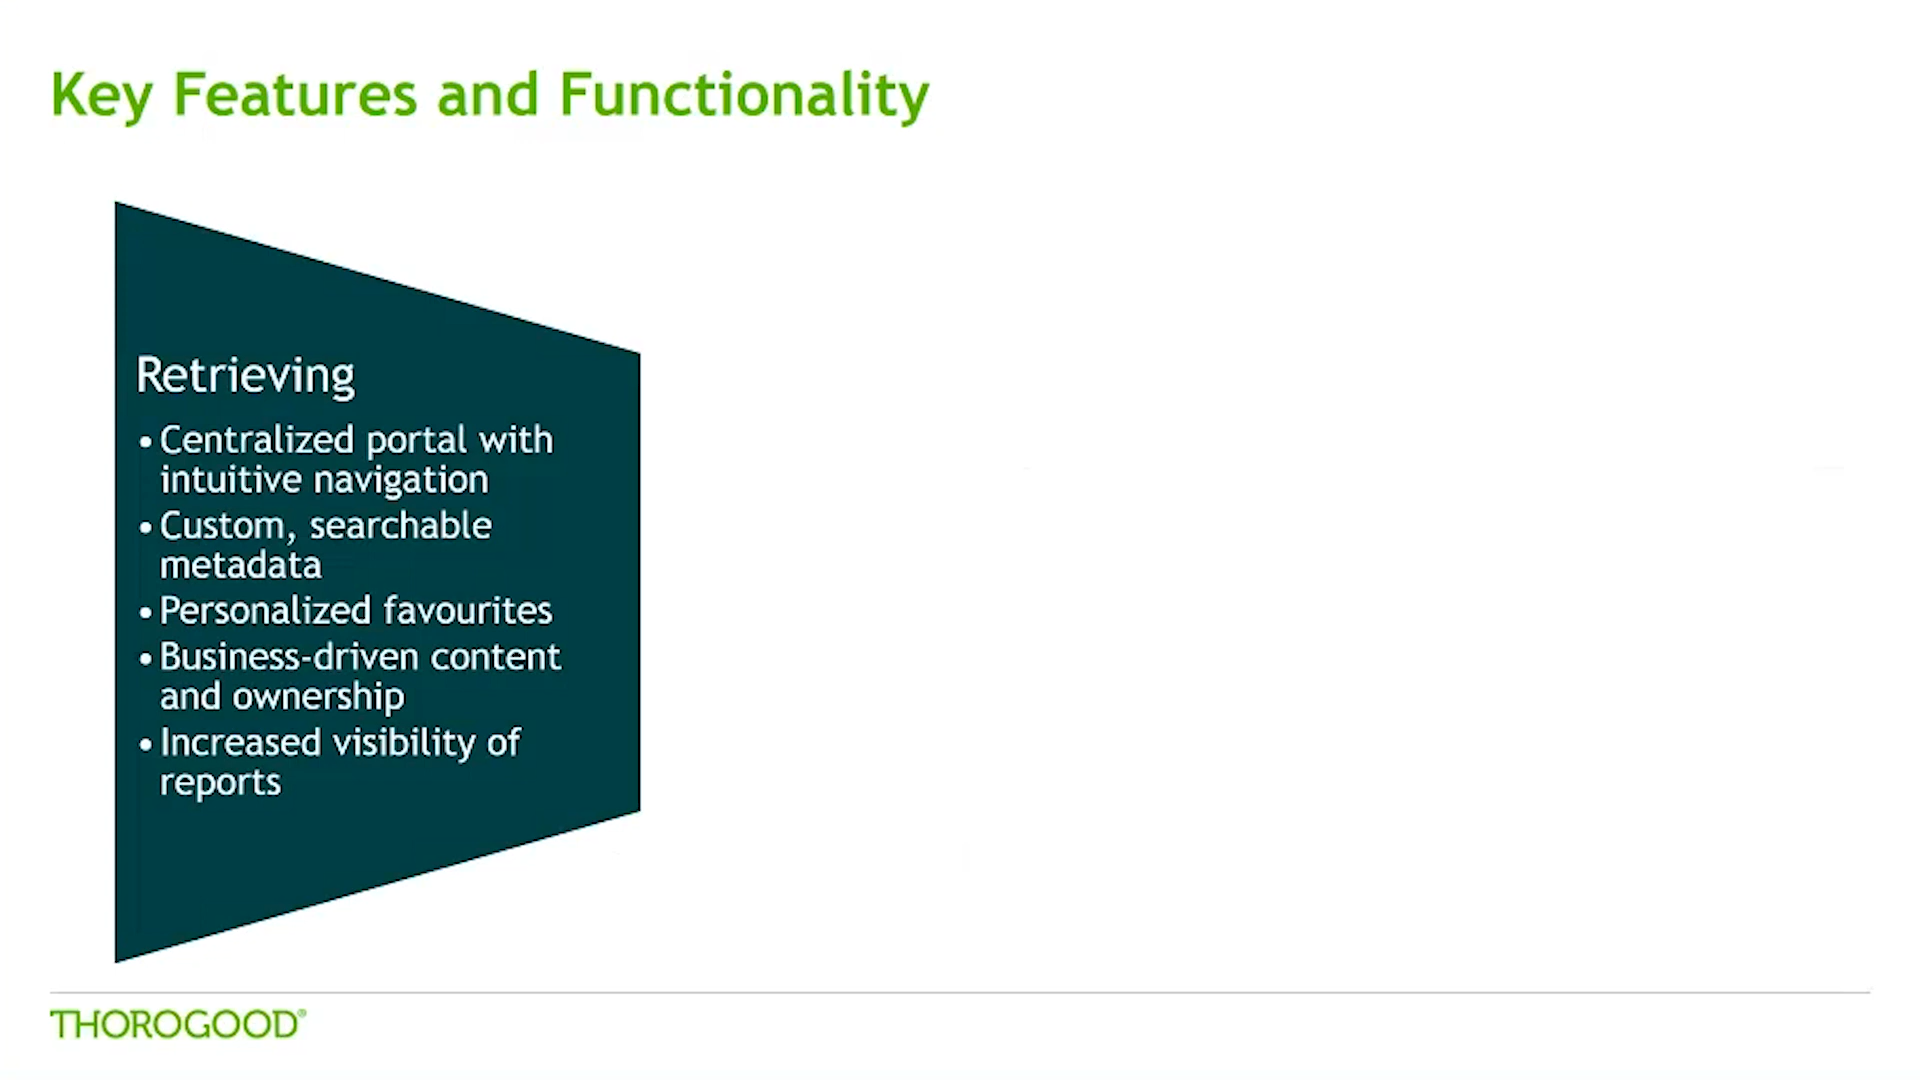 Key Features and Functionality
Retrieving
• Centralized portal with
intuitive navigation
• Custom, searchable
metadata
• Personalized favourites
• Business-driven content
and ownership
• Increased visibility of
reports
THOROGOOD®